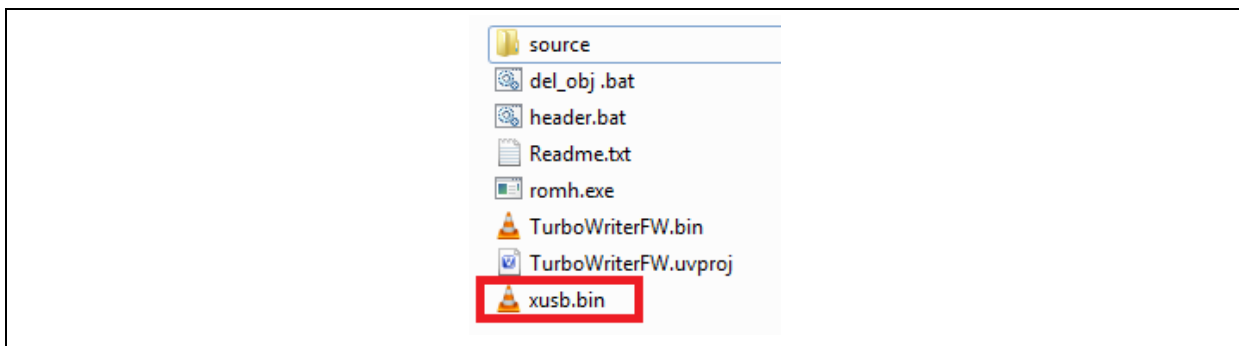 source
del_obj .bat
header.bat
Readme.txt
romh.exe
TurboWriterFW.bin
TurboWriterFW.uvproj
xusb.bin